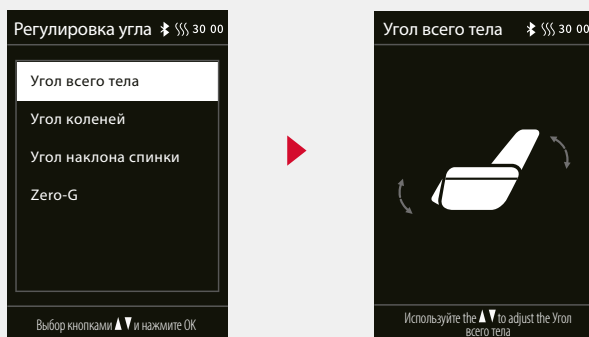 Регулировка угла 30 00
Угол всего тела
Угол коленей
Угол наклона спинки
Zero-G
Выбор кнопками ▲▼ и нажмите OK
Угол всего тела 30 00
Используйте the ▲▼ to adjust the Угол
всего тела